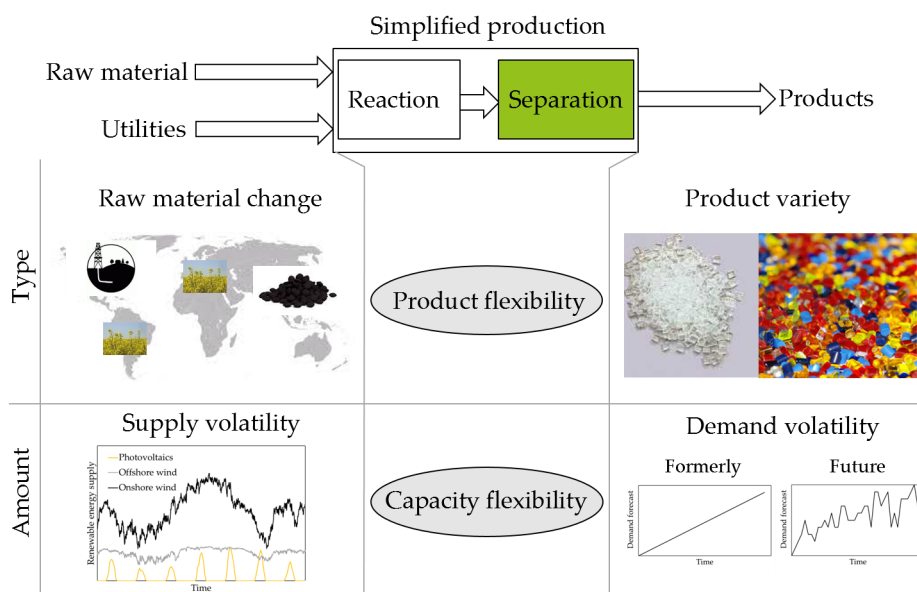 Simplified production
Raw material
Utilities
Reaction
Separation
Products
Type
Raw material change
Product flexibility
Product variety
Amount
Supply volatility
Renewable energy supply
Photovoltaics
Offshore wind
Onshore wind
Time
Capacity flexibility
Demand volatility
Formerly
Demand forecast
Time
Future
Demand forecast
Time